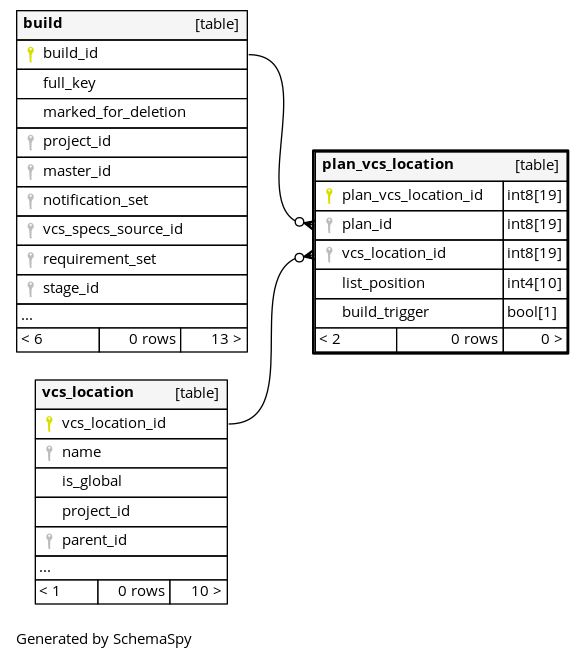 build [table]
build_id
full_key
marked_for_deletion
project_id
master_id
notification_set
vcs_specs_source_id
requirement_set
stage_id
...
< 6 0 rows 13 >
plan_vcs_location [table]
plan_vcs_location_id int8[19]
plan_id int8[19]
vcs_location_id int8[19]
list_position int4[10]
build_trigger bool[1]
< 2 0 rows 0 >
vcs_location [table]
vcs_location_id
name
is_global
project_id
parent_id
...
< 1 0 rows 10 >
Generated by SchemaSpy